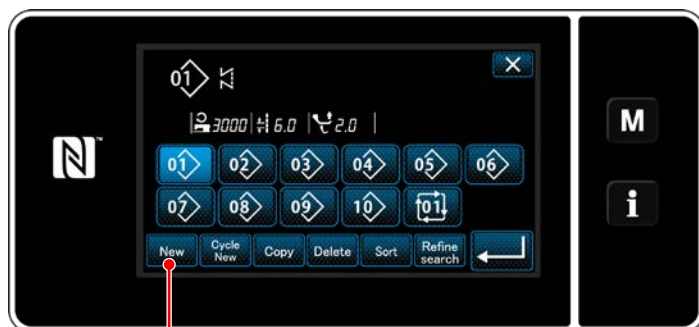 01
3000 6.0 2.0
01 02 03 04 05 06
07 08 09 10 01
New Cycle New Copy Delete Sort Refine search
N™
M
i